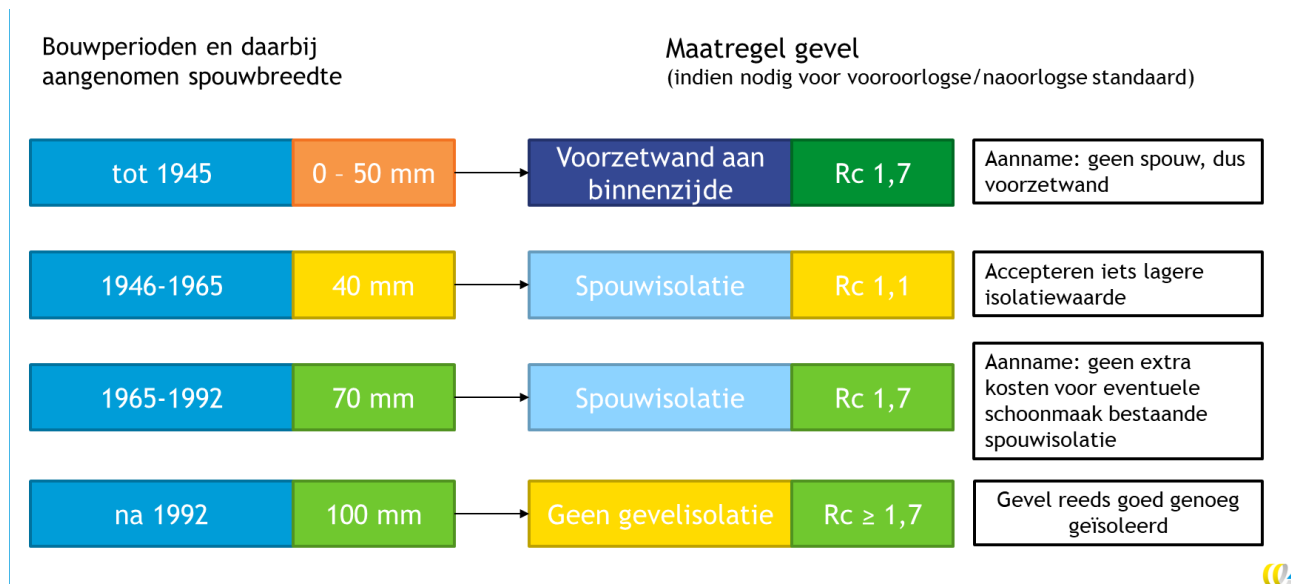 Bouwperioden en daarbij
aangenomen spouwbreedte
Maatregel gevel
(indien nodig voor vooroorlogse/naoorlogse standaard)
tot 1945
0 – 50 mm
Voorzetwand aan
binnenzijde
Rc 1,7
Aanname: geen spouw, dus
voorzetwand
1946-1965
40 mm
Spouwisolatie
Rc 1,1
Accepteren iets lagere
isolatiewaarde
1965-1992
70 mm
Spouwisolatie
Rc 1,7
Aanname: geen extra
kosten voor eventuele
schoonmaak bestaande
spouwisolatie
na 1992
100 mm
Geen gevelisolatie
Rc ≥ 1,7
Gevel reeds goed genoeg
geïsoleerd